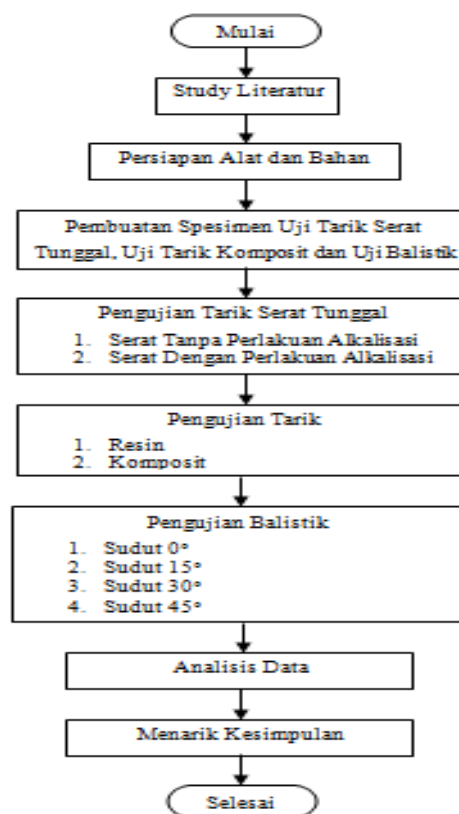 Mulai
Study Literatur
Persiapan Alat dan Bahan
Pembuatan Spesimen Uji Tarik Serat
Tunggal, Uji Tarik Komposit dan Uji Balistik
Pengujian Tarik Serat Tunggal
1. Serat Tanpa Perlakuan Alkalisasi
2. Serat Dengan Perlakuan Alkalisasi
Pengujian Tarik
1. Resin
2. Komposit
Pengujian Balistik
1. Sudut 0°
2. Sudut 15°
3. Sudut 30°
4. Sudut 45°
Analisis Data
Menarik Kesimpulan
Selesai